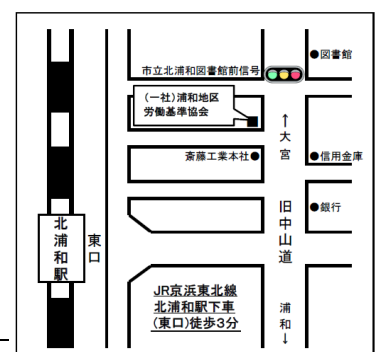 ●図書館
市立北浦和図書館前信号
(一社)浦和地区
労働基準協会
↑大宮
斎藤工業本社●
●信用金庫
●銀行
旧中山道
北浦和駅
東口
JR京浜東北線
北浦和駅下車
(東口)徒歩3分
浦和↓